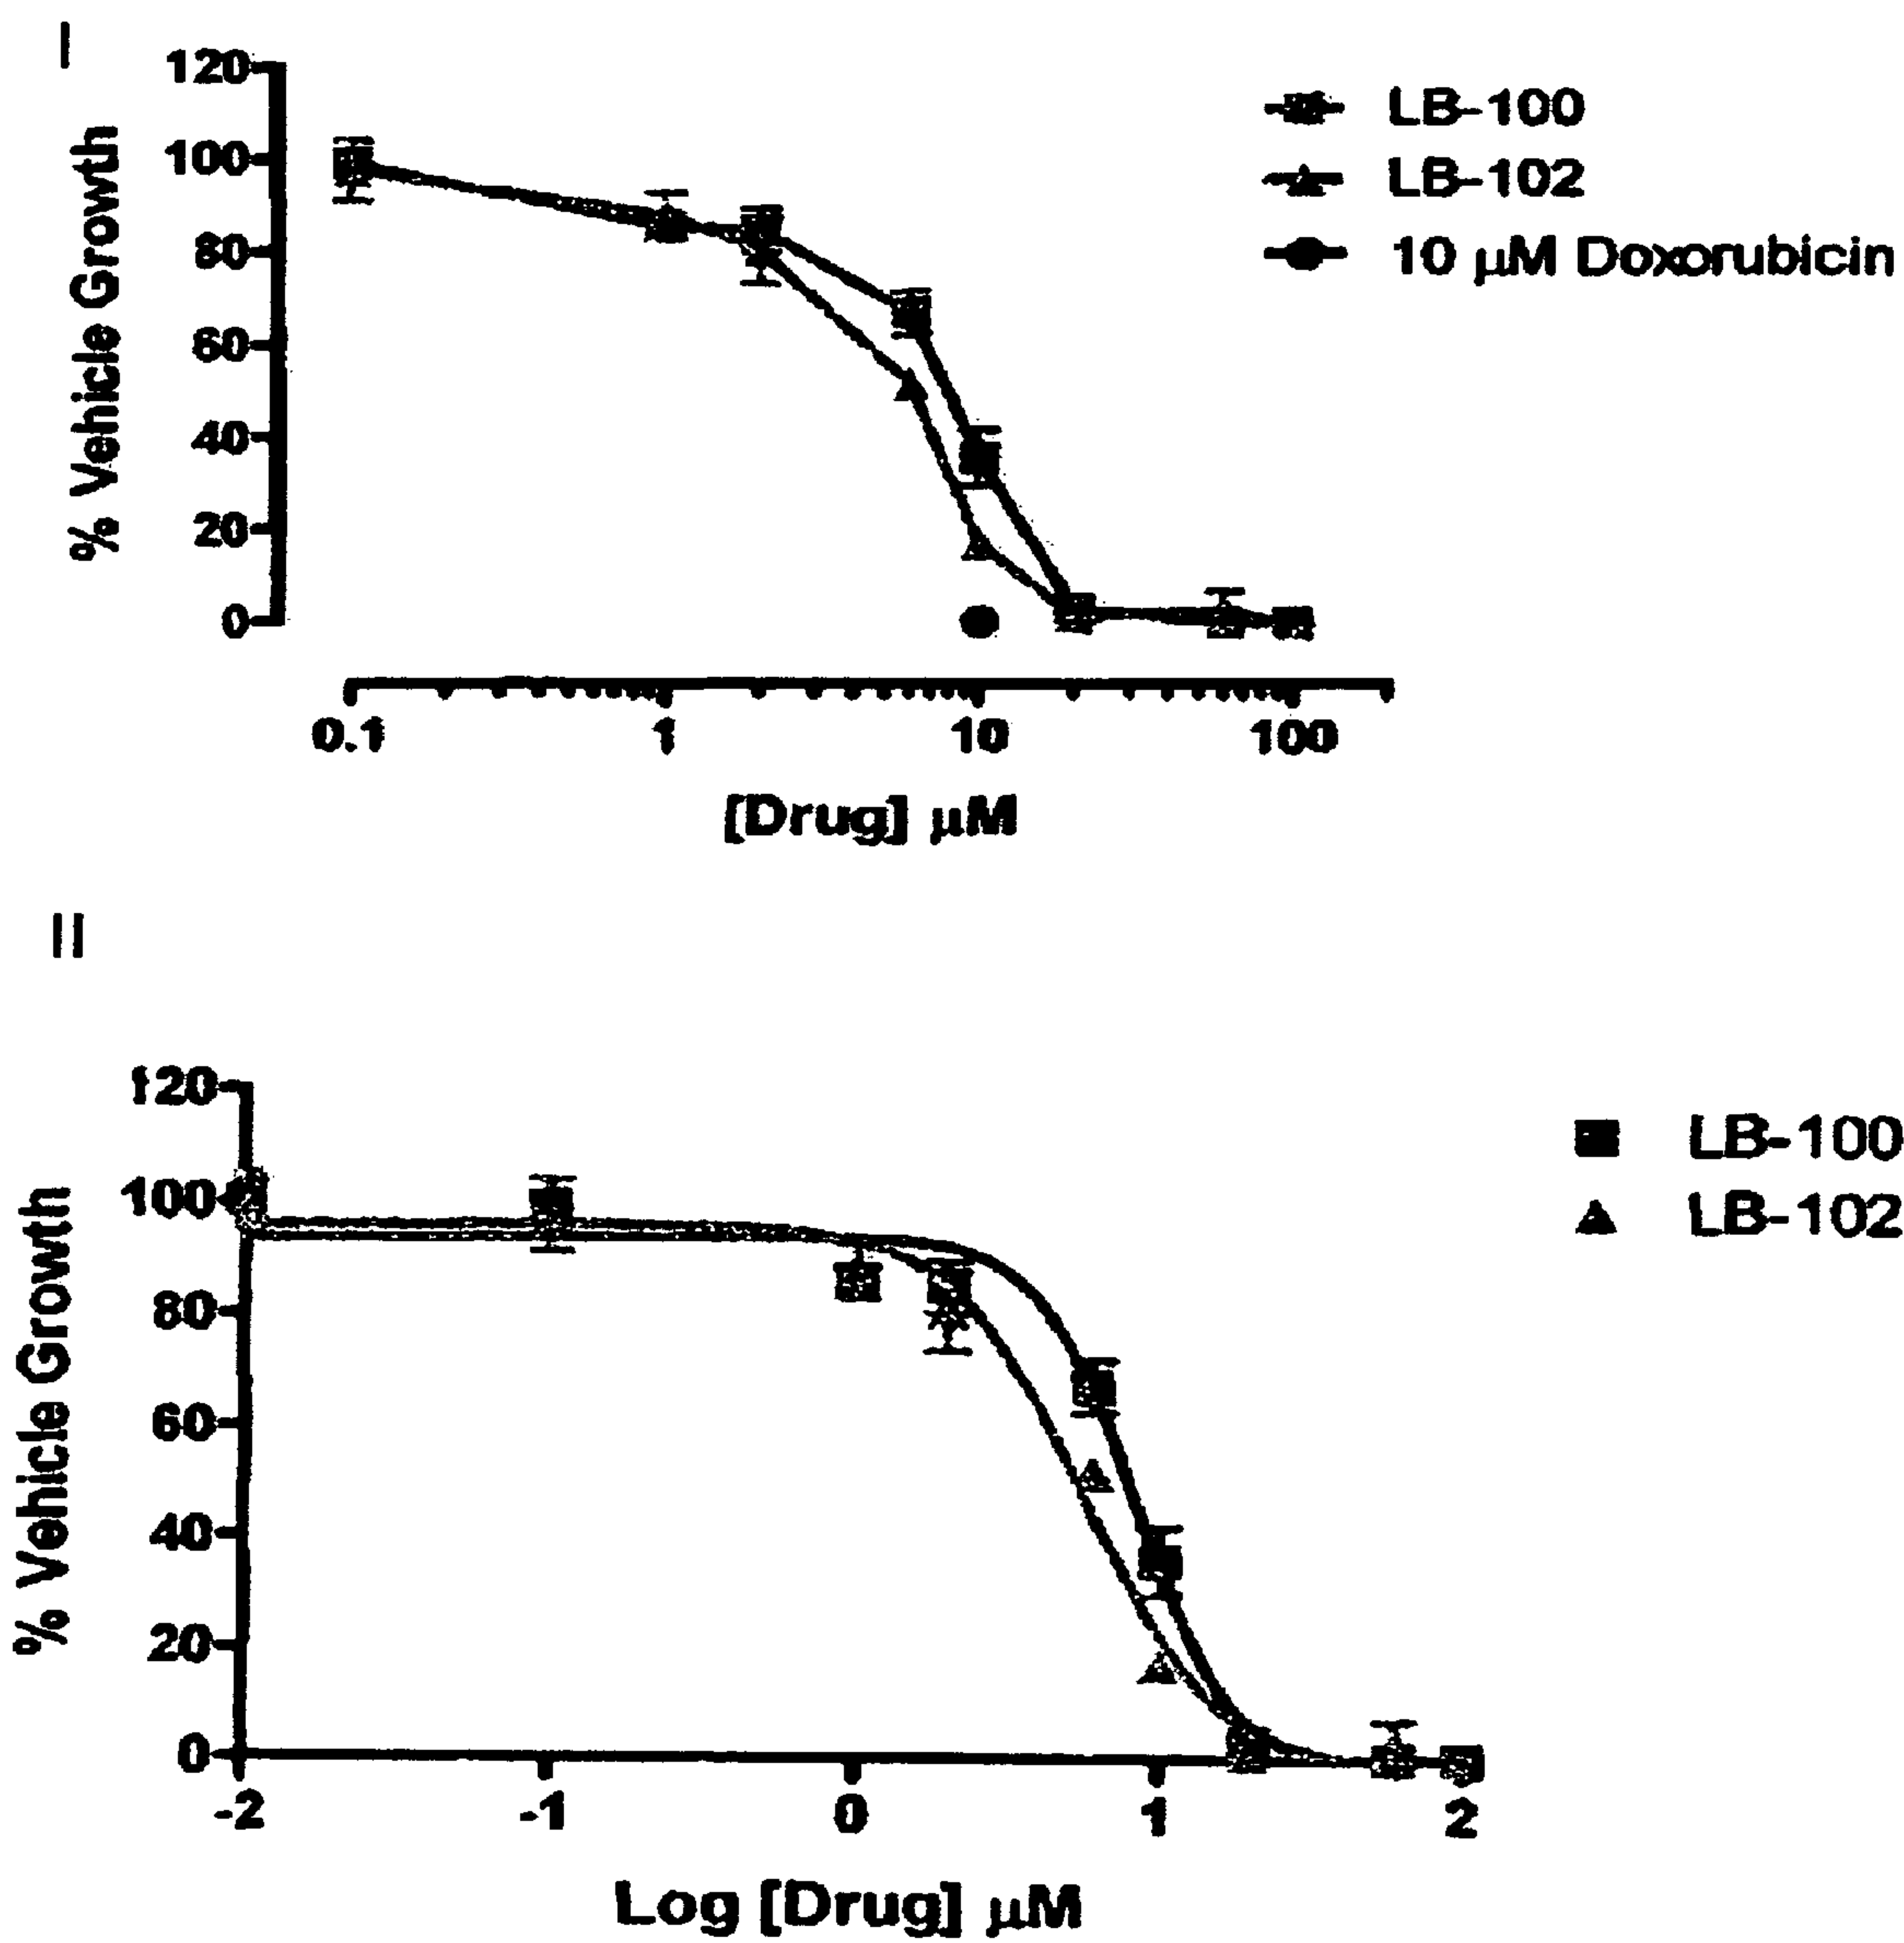 I
120
100
80
60
40
20
0
% Vehicle Growth
LB-100
LB-102
10 μM Doxorubicin
0.1 1 10 100
[Drug] μM
II
120
100
80
60
40
20
0
% Vehicle Growth
LB-100
LB-102
-2 -1 0 1 2
Log [Drug] μM